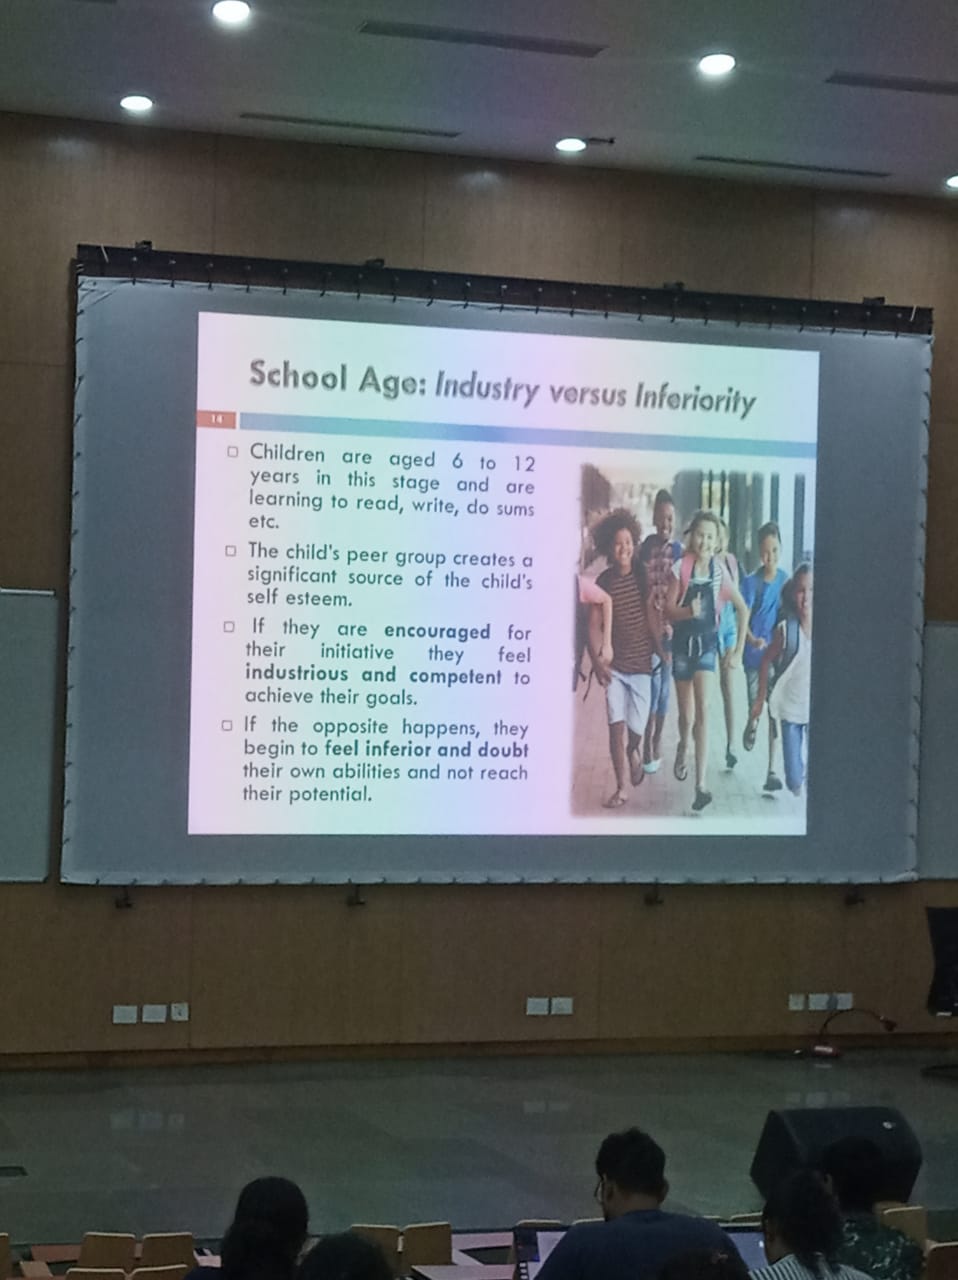 School Age: Industry versus Inferiority
14
□ Children are aged 6 to 12
years in this stage and are
learning to read, write, do sums
etc.
□ The child's peer group creates a
significant source of the child's
self esteem.
□ If they are encouraged for
their initiative they feel
industrious and competent to
achieve their goals.
□ If the opposite happens, they
begin to feel inferior and doubt
their own abilities and not reach
their potential.